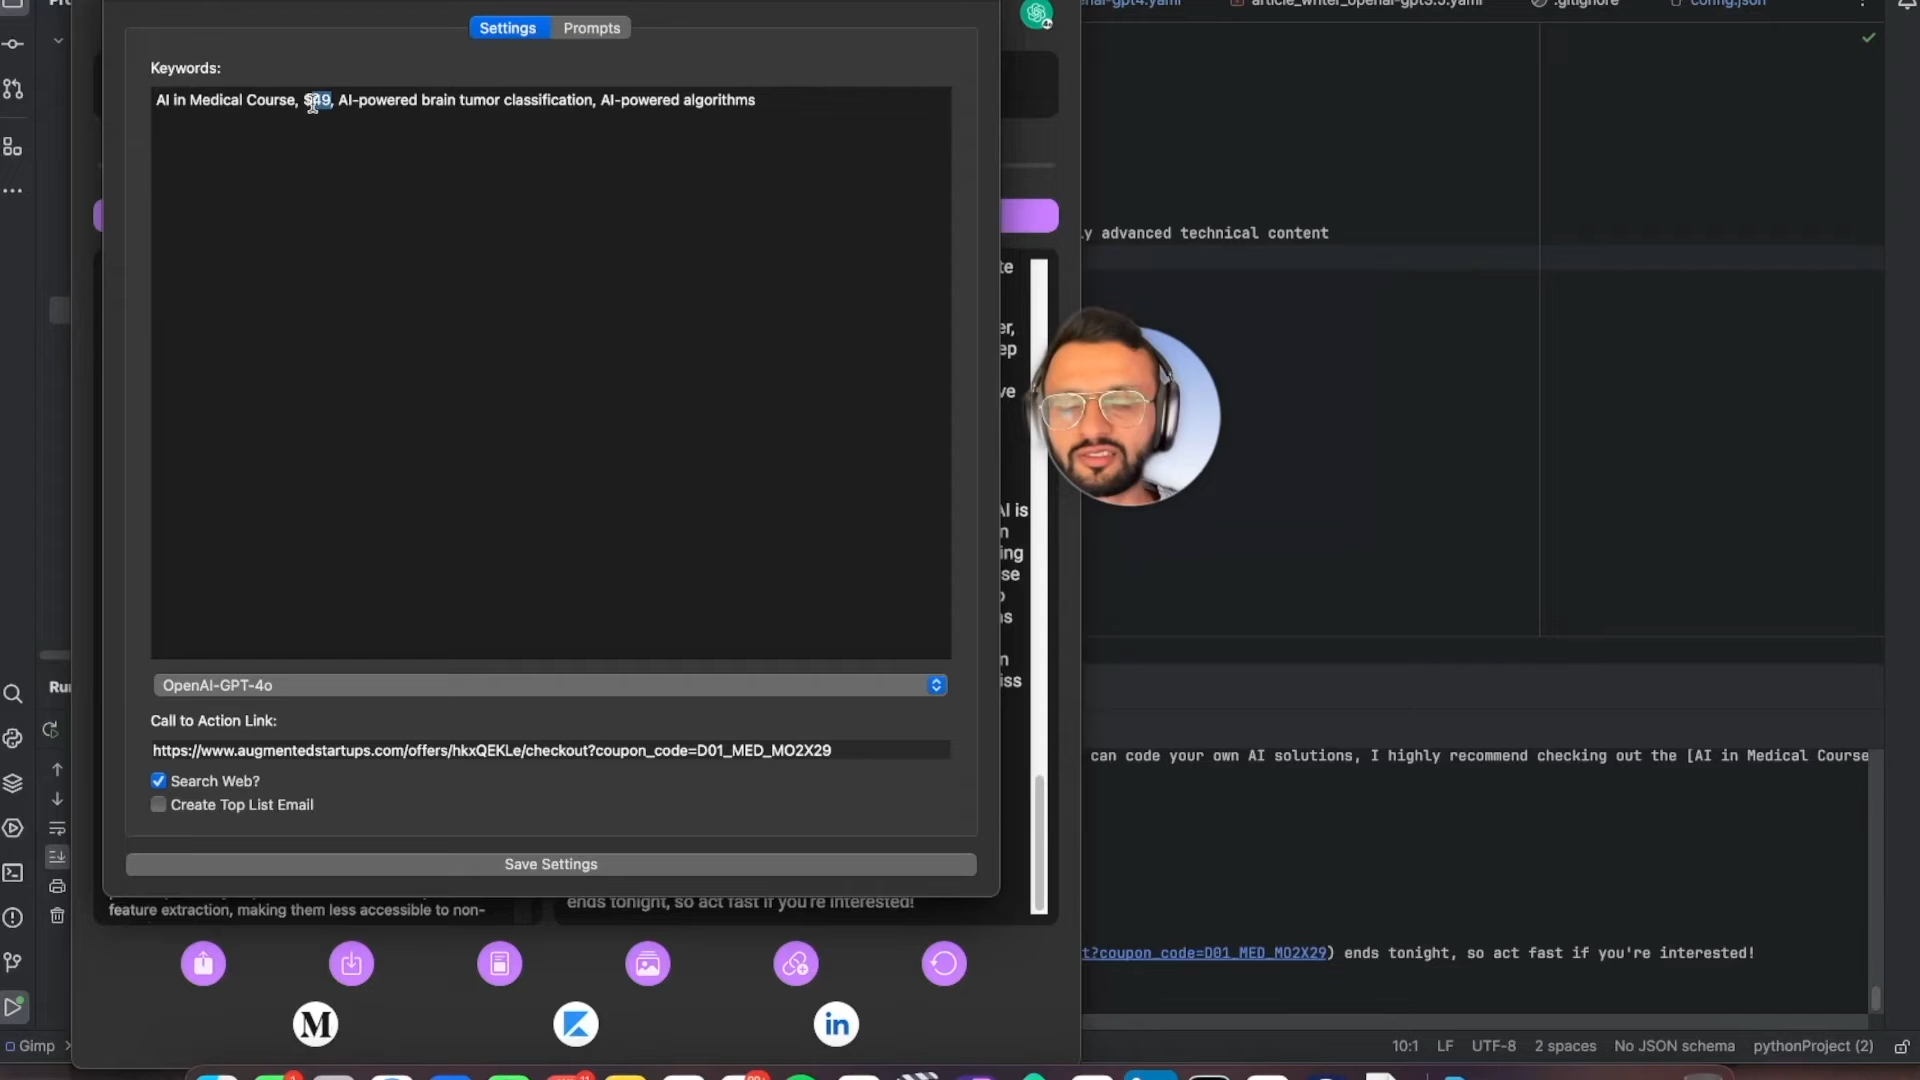 Settings
Prompts
Keywords:
AI in Medical Course, $49, AI-powered brain tumor classification, AI-powered algorithms
y advanced technical content
OpenAI-GPT-4o
Call to Action Link:
https://www.augmentedstartups.com/offers/hkxQEKLe/checkout?coupon_code=D01_MED_MO2X29
Search Web?
Create Top List Email
Save Settings
feature extraction, making them less accessible to non-
ends tonight, so act fast if you're interested!
can code your own AI solutions, I highly recommend checking out the [AI in Medical Course
t?coupon_code=D01_MED_MO2X29) ends tonight, so act fast if you're interested!
M
in
Gimp
10:1 LF UTF-8 2 spaces No JSON schema pythonProject (2)